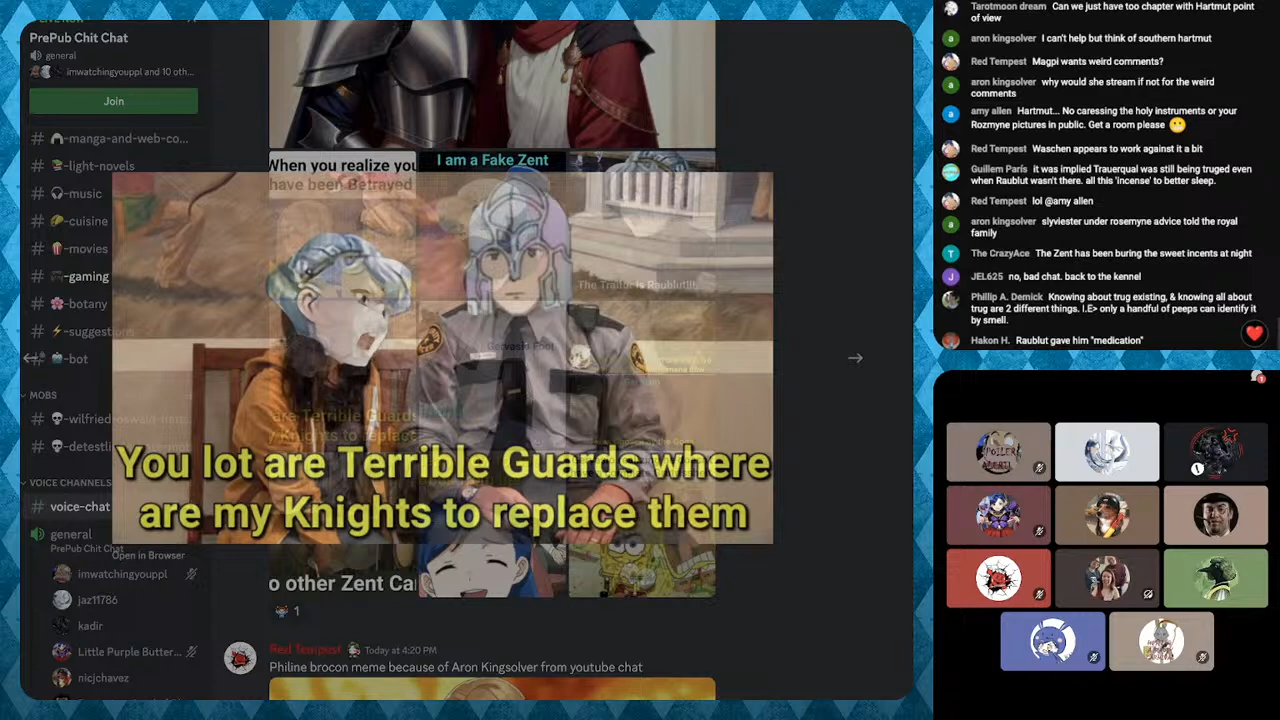 PrePub Chit Chat
general
imwatchingyouppl and 10 oth...
Join
-manga-and-web-co...
-light-novels
-music
-cuisine
-movies
-gaming
-botany
-suggestions
-bot
MOBS
-detestli
VOICE CHANNELS
voice-chat
general
PrePub Chit Chat
Open in Browser
imwatchingyouppl
jaz11786
kadir
Little Purple Butter...
nicjchavez
When you realize you
have been Betrayed
I am a Fake Zent
The Traitor is Raublut!!!
are Terrible Guards
y Knights to replace
You lot are Terrible Guards where
are my Knights to replace them
o other Zent Ca
1
Red Tempest Today at 4:20 PM
Philine brocon meme because of Aron Kingsolver from youtube chat
Tarotmoon dream Can we just have too chapter with Hartmut point
of view
aron kingsolver I can't help but think of southern hartmut
Red Tempest Magpi wants weird comments?
aron kingsolver why would she stream if not for the weird
comments
amy allen Hartmut... No caressing the holy instruments or your
Rozmyne pictures in public. Get a room please 😬
Red Tempest Waschen appears to work against it a bit
Guillem París it was implied Trauerqual was still being truged even
when Raublut wasn't there. all this 'incense' to better sleep.
Red Tempest lol @amy allen
aron kingsolver slyviester under rosemyne advice told the royal
family
The CrazyAce The Zent has been buring the sweet incents at night
JEL625 no, bad chat. back to the kennel
Phillip A. Demick Knowing about trug existing, & knowing all about
trug are 2 different things. I.E> only a handful of peeps can identify it
by smell.
Hakon H. Raublut gave him "medication"